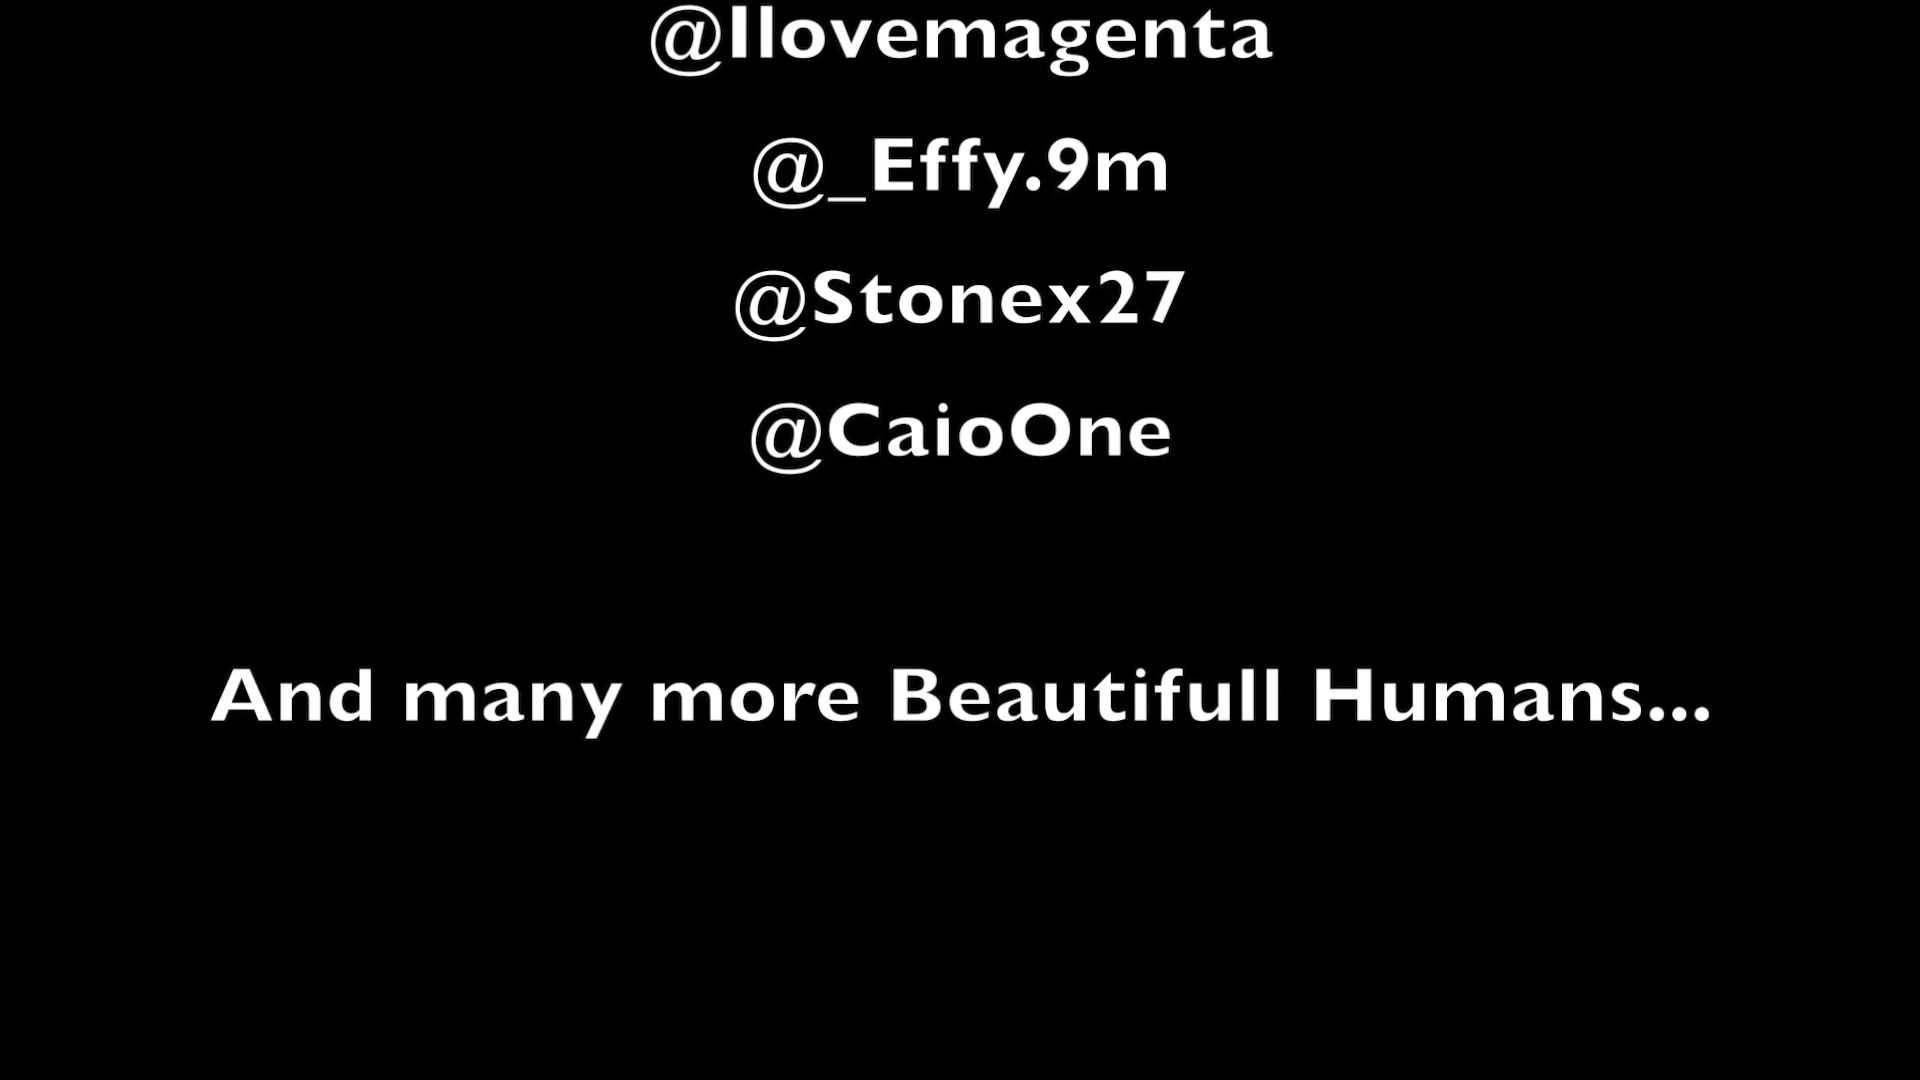 @Ilovemagenta
@_Effy.9m
@Stonex27
@CaioOne
And many more Beautifull Humans...